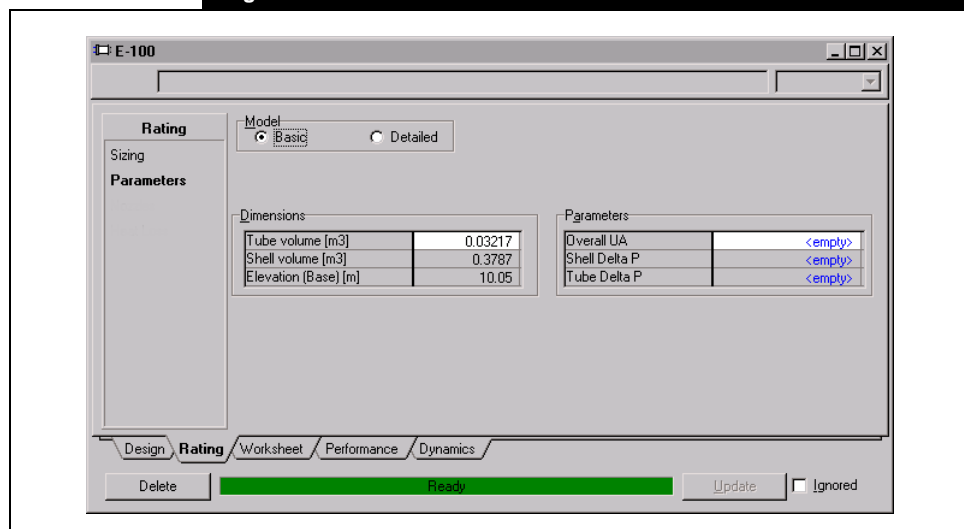 E-100
Rating
Sizing
Parameters
Model
Basic
Detailed
Dimensions
Tube volume [m3] 0.03217
Shell volume [m3] 0.3787
Elevation (Base) [m] 10.05
Parameters
Overall UA <empty>
Shell Delta P <empty>
Tube Delta P <empty>
Design Rating Worksheet Performance Dynamics
Delete Ready Update Ignored